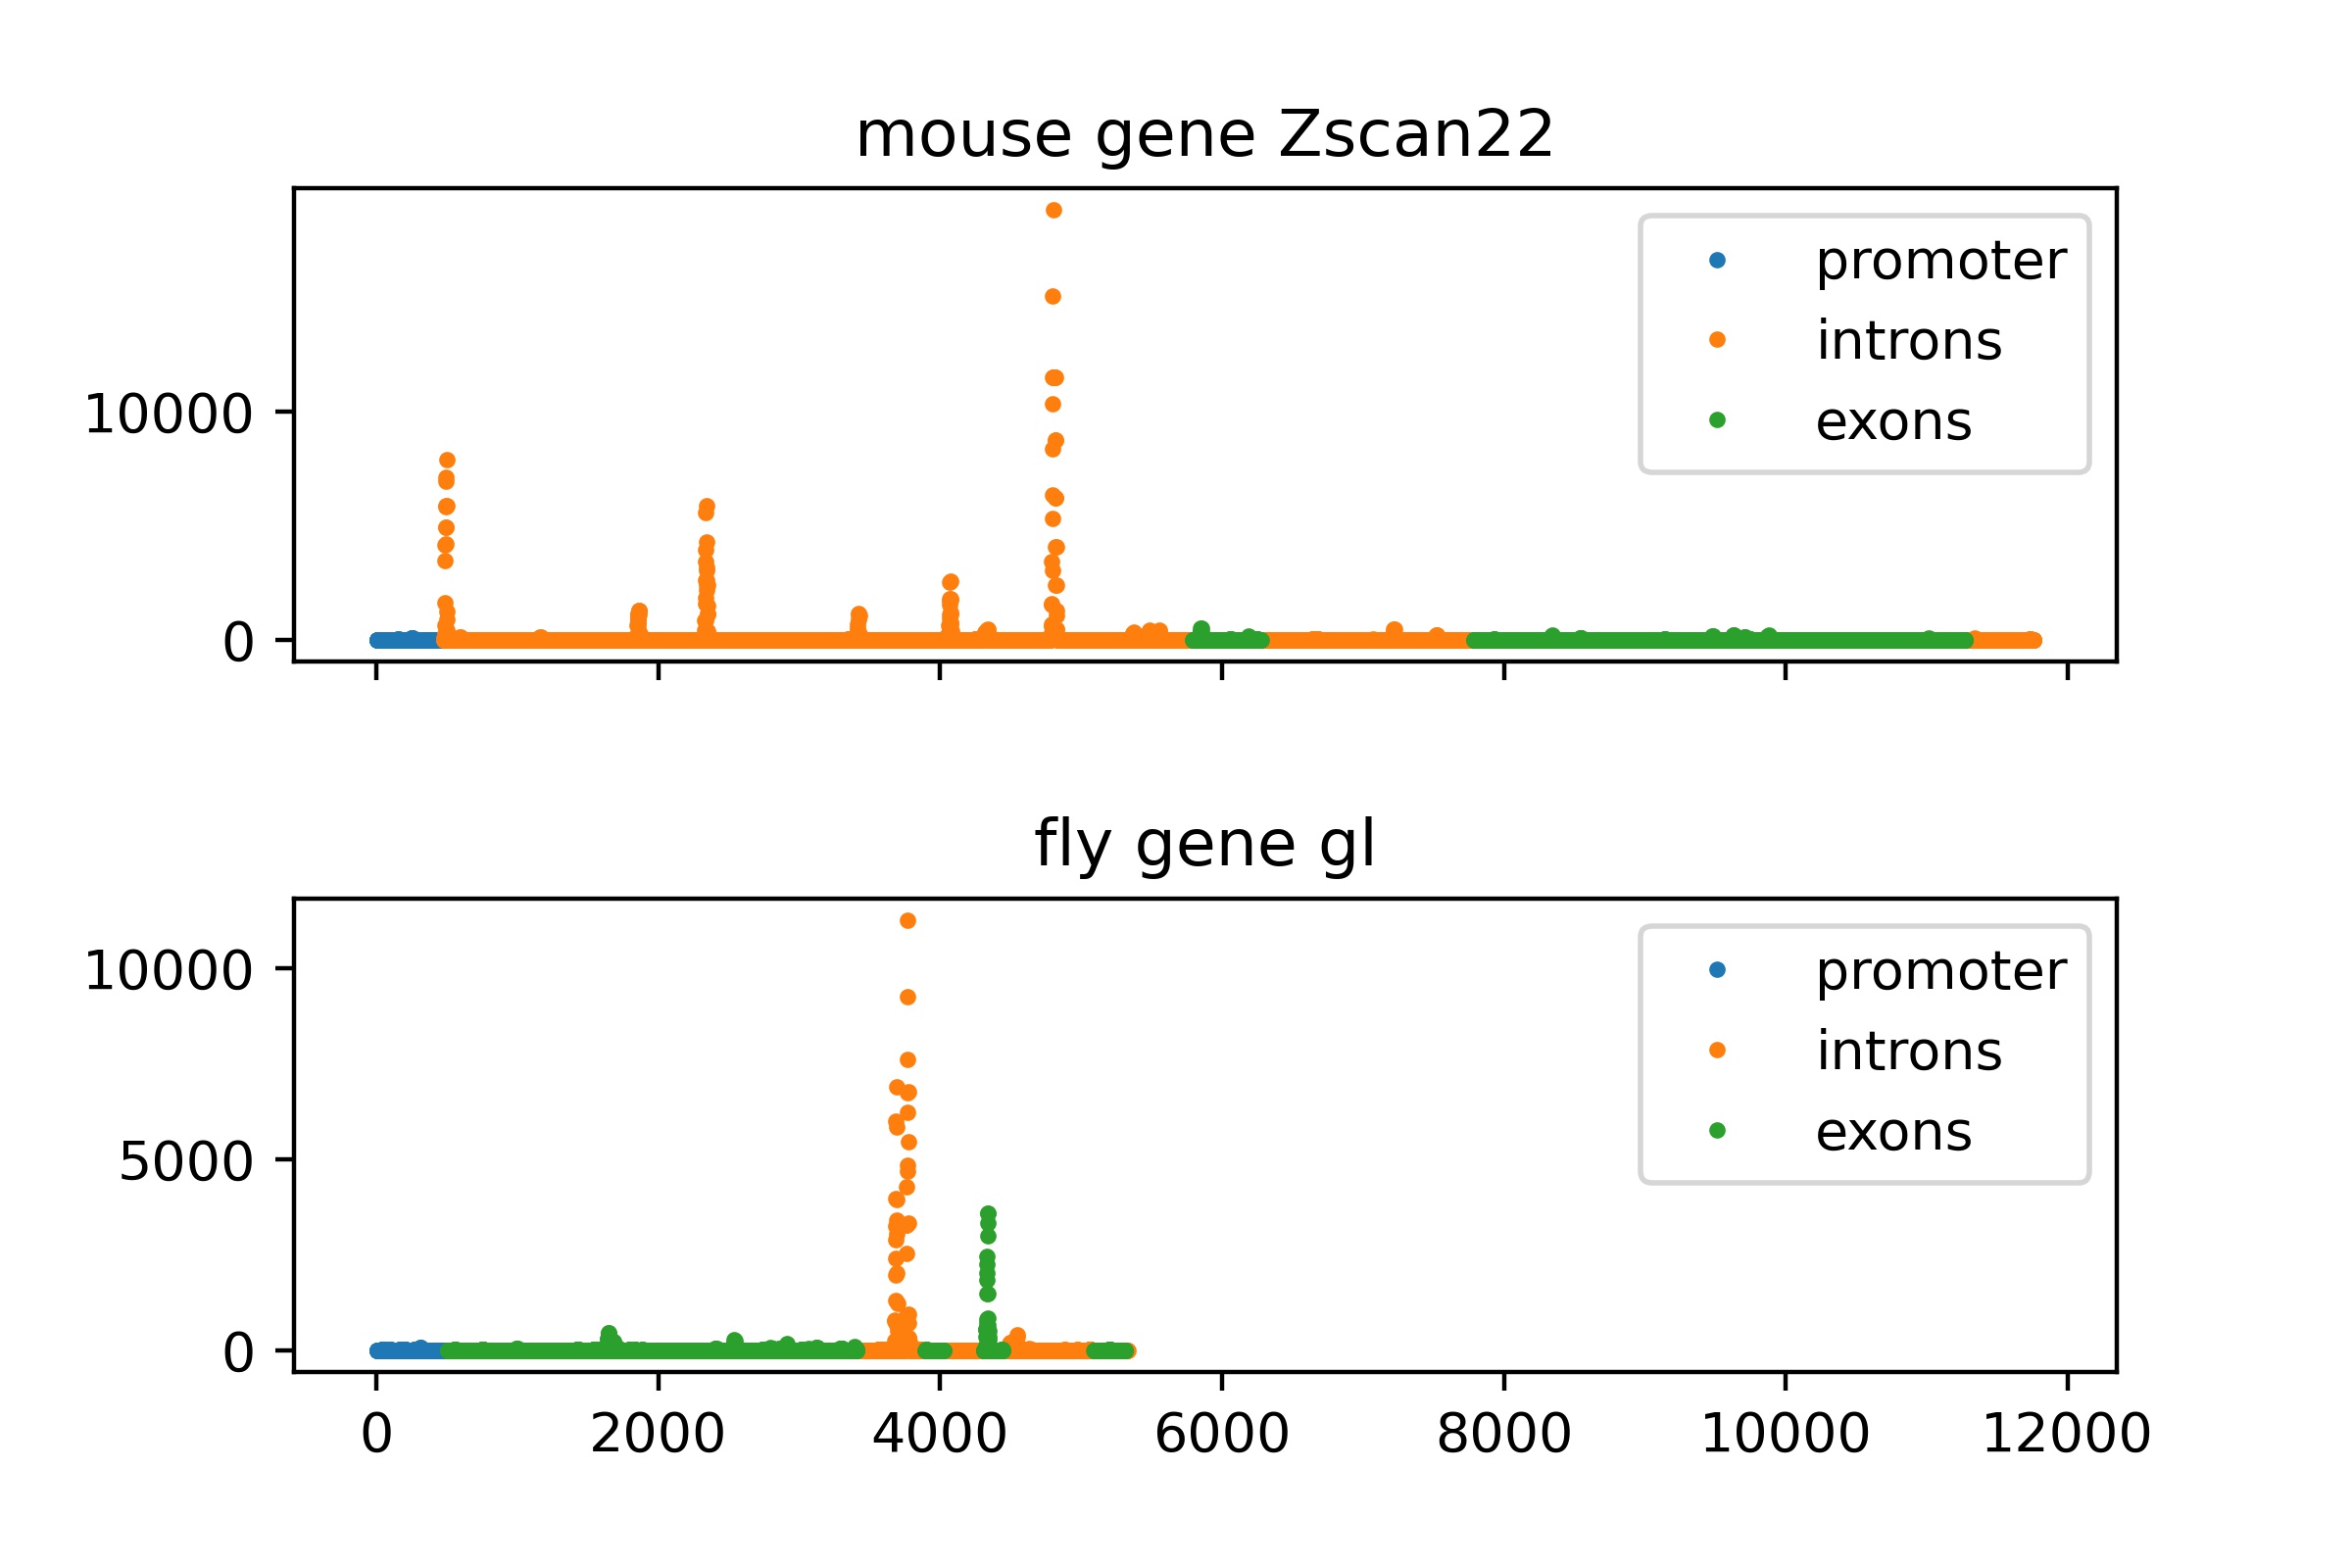 mouse gene Zscan22
promoter
introns
exons
10000
0
fly gene gl
promoter
introns
exons
10000
5000
0
0 2000 4000 6000 8000 10000 12000